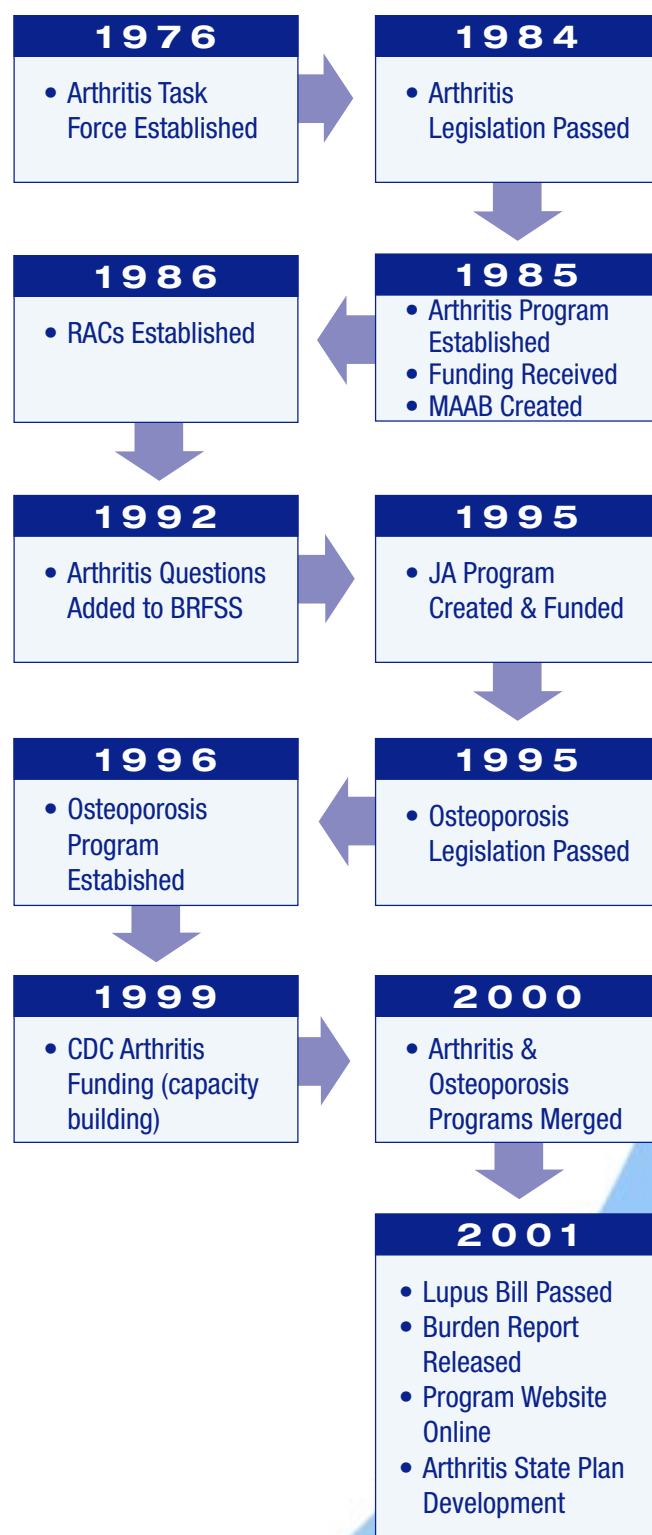 1976
• Arthritis Task
Force Established
1984
• Arthritis
Legislation Passed
1985
• Arthritis Program
Established
• Funding Received
• MAAB Created
1986
• RACs Established
1992
• Arthritis Questions
Added to BRFSS
1995
• JA Program
Created & Funded
1995
• Osteoporosis
Legislation Passed
1996
• Osteoporosis
Program
Estabished
1999
• CDC Arthritis
Funding (capacity
building)
2000
• Arthritis &
Osteoporosis
Programs Merged
2001
• Lupus Bill Passed
• Burden Report
Released
• Program Website
Online
• Arthritis State Plan
Development